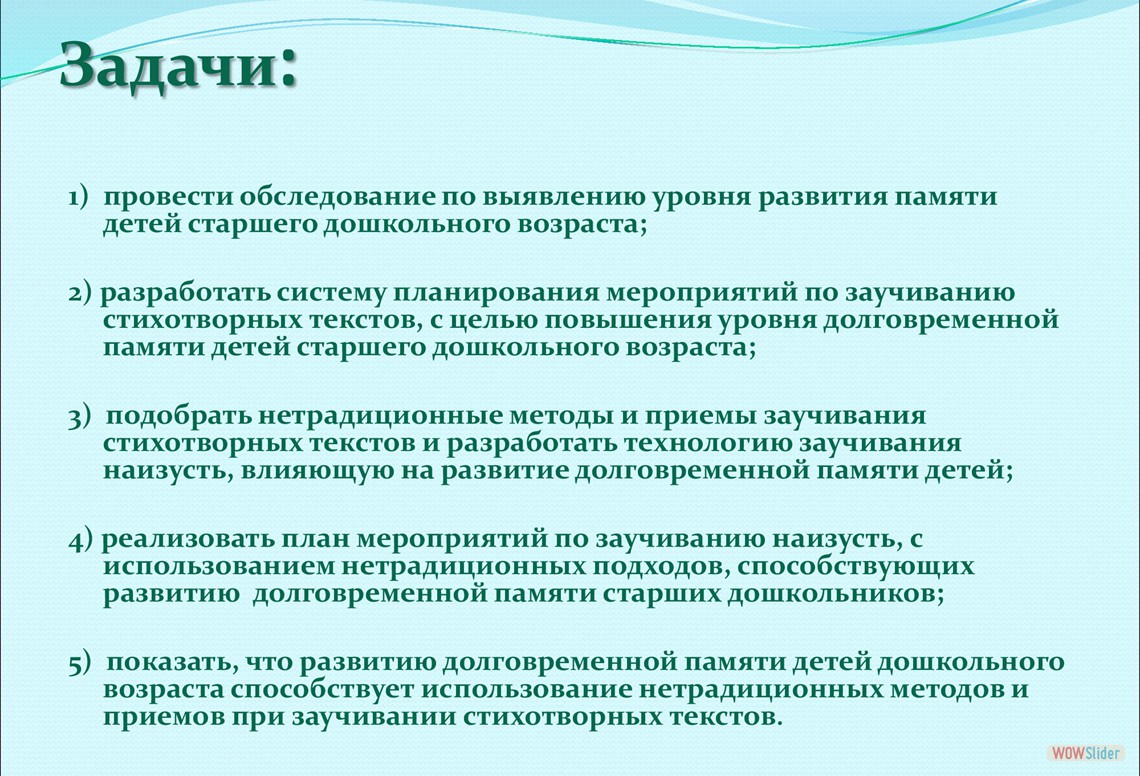 Задачи:
1) провести обследование по выявлению уровня развития памяти
детей старшего дошкольного возраста;
2) разработать систему планирования мероприятий по заучиванию
стихотворных текстов, с целью повышения уровня долговременной
памяти детей старшего дошкольного возраста;
3) подобрать нетрадиционные методы и приемы заучивания
стихотворных текстов и разработать технологию заучивания
наизусть, влияющую на развитие долговременной памяти детей;
4) реализовать план мероприятий по заучиванию наизусть, с
использованием нетрадиционных подходов, способствующих
развитию долговременной памяти старших дошкольников;
5) показать, что развитию долговременной памяти детей дошкольного
возраста способствует использование нетрадиционных методов и
приемов при заучивании стихотворных текстов.
WOWSlider